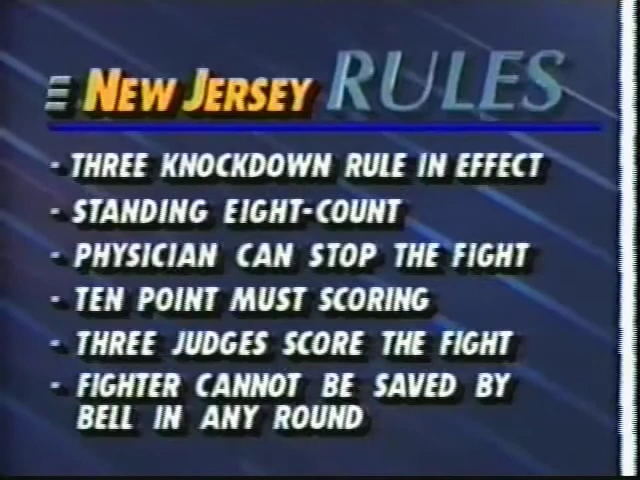 NEW JERSEY RULES
- THREE KNOCKDOWN RULE IN EFFECT
- STANDING EIGHT-COUNT
- PHYSICIAN CAN STOP THE FIGHT
- TEN POINT MUST SCORING
- THREE JUDGES SCORE THE FIGHT
- FIGHTER CANNOT BE SAVED BY
BELL IN ANY ROUND